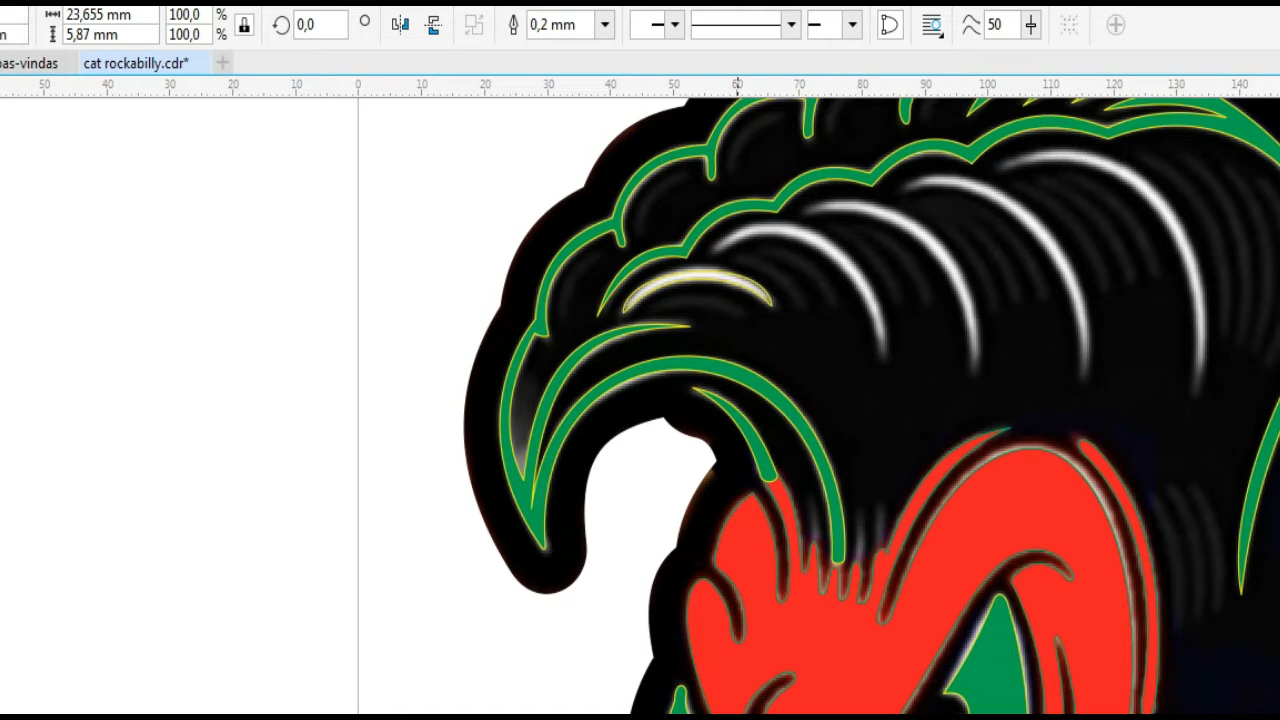 23,655 mm 100,0 %
5,87 mm 100,0 %
0,0
0,2 mm
50
oas-vindas
cat rockabilly.cdr*
50 40 30 20 10 0 10 20 30 40 50 60 70 80 90 100 110 120 130 140